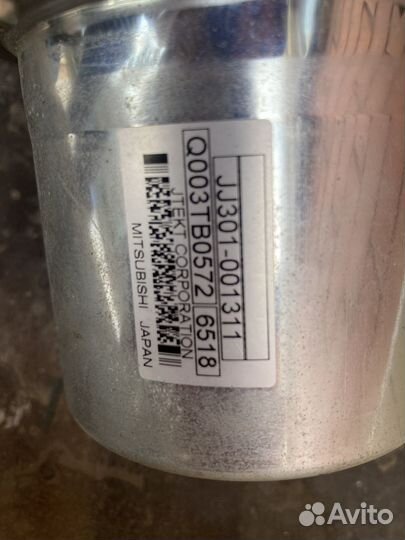 JJ301-001311
Q003TB0572 6518
JTEKT CORPORATION
MITSUBISHI JAPAN
Avito